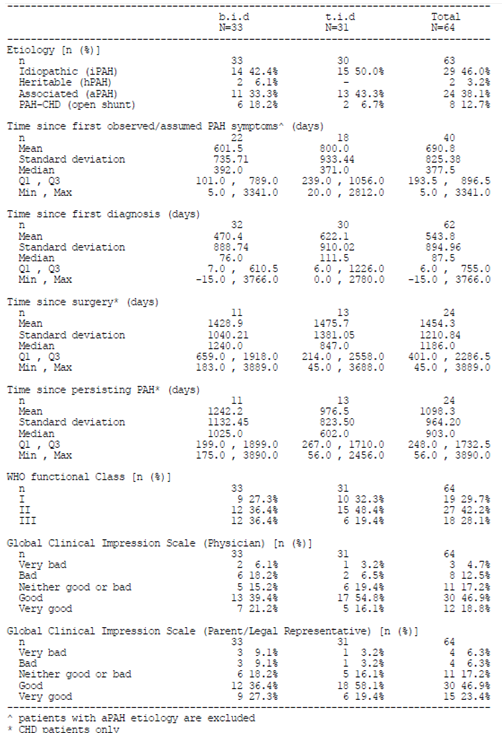 b.i.d t.i.d Total
N=33 N=31 N=64
Etiology [n (%)]
n 33 30 63
Idiopathic (iPAH) 14 42.4% 15 50.0% 29 46.0%
Heritable (hPAH) 2 6.1% - 2 3.2%
Associated (aPAH) 11 33.3% 13 43.3% 24 38.1%
PAH-CHD (open shunt) 6 18.2% 2 6.7% 8 12.7%
Time since first observed/assumed PAH symptoms^ (days)
n 22 18 40
Mean 601.5 800.0 690.8
Standard deviation 735.71 933.44 825.38
Median 392.0 371.0 377.5
Q1 , Q3 101.0 , 789.0 239.0 , 1056.0 193.5 , 896.5
Min , Max 5.0 , 3341.0 20.0 , 2812.0 5.0 , 3341.0
Time since first diagnosis (days)
n 32 30 62
Mean 470.4 622.1 543.8
Standard deviation 888.74 910.02 894.96
Median 76.0 111.5 87.5
Q1 , Q3 7.0 , 610.5 6.0 , 1226.0 6.0 , 755.0
Min , Max -15.0 , 3766.0 0.0 , 2780.0 -15.0 , 3766.0
Time since surgery* (days)
n 11 13 24
Mean 1428.9 1475.7 1454.3
Standard deviation 1040.21 1381.05 1210.84
Median 1240.0 847.0 1186.0
Q1 , Q3 659.0 , 1918.0 214.0 , 2558.0 401.0 , 2286.5
Min , Max 183.0 , 3889.0 45.0 , 3688.0 45.0 , 3889.0
Time since persisting PAH* (days)
n 11 13 24
Mean 1242.2 976.5 1098.3
Standard deviation 1132.45 823.50 964.20
Median 1025.0 602.0 903.0
Q1 , Q3 199.0 , 1899.0 267.0 , 1710.0 248.0 , 1732.5
Min , Max 175.0 , 3890.0 56.0 , 2456.0 56.0 , 3890.0
WHO functional Class [n (%)]
n 33 31 64
I 9 27.3% 10 32.3% 19 29.7%
II 12 36.4% 15 48.4% 27 42.2%
III 12 36.4% 6 19.4% 18 28.1%
Global Clinical Impression Scale (Physician) [n (%)]
n 33 31 64
Very bad 2 6.1% 1 3.2% 3 4.7%
Bad 6 18.2% 2 6.5% 8 12.5%
Neither good or bad 5 15.2% 6 19.4% 11 17.2%
Good 13 39.4% 17 54.8% 30 46.9%
Very good 7 21.2% 5 16.1% 12 18.8%
Global Clinical Impression Scale (Parent/Legal Representative) [n (%)]
n 33 31 64
Very bad 3 9.1% 1 3.2% 4 6.3%
Bad 3 9.1% 1 3.2% 4 6.3%
Neither good or bad 6 18.2% 5 16.1% 11 17.2%
Good 12 36.4% 18 58.1% 30 46.9%
Very good 9 27.3% 6 19.4% 15 23.4%
^ patients with aPAH etiology are excluded
* CHD patients only